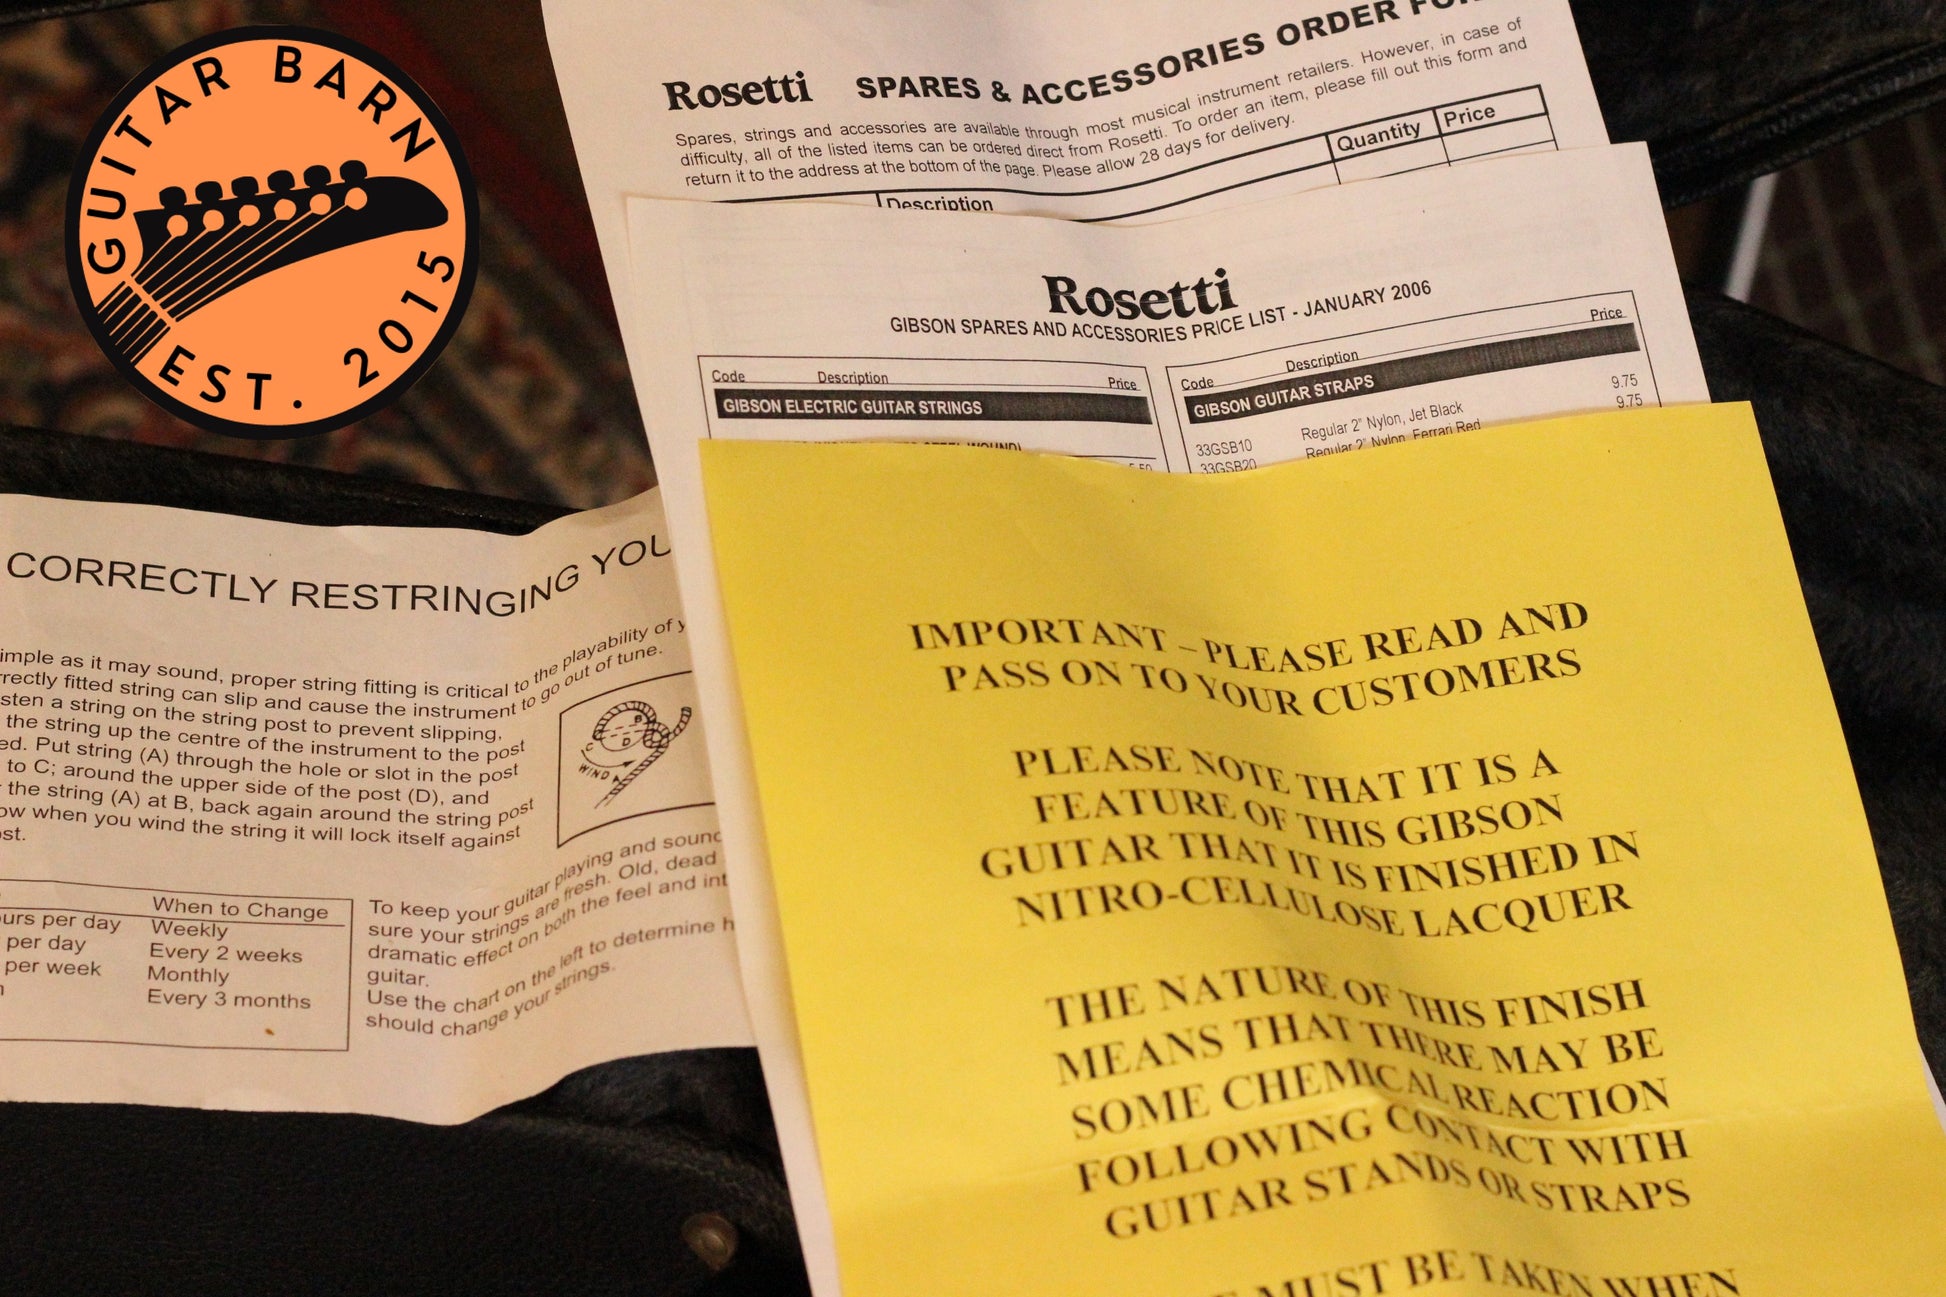 GUITAR BARN
EST. 2015
Rosetti SPARES & ACCESSORIES ORDER
Spares, strings and accessories are available through most musical instrument retailers. However, in case of
difficulty, all of the listed items can be ordered direct from Rosetti. To order an item, please fill out this form and
return it to the address at the bottom of the page. Please allow 28 days for delivery.
Description Quantity Price
Rosetti
GIBSON SPARES AND ACCESSORIES PRICE LIST - JANUARY 2006
Code Description Price
GIBSON ELECTRIC GUITAR STRINGS
Code Description Price
GIBSON GUITAR STRAPS
33GSB10 Regular 2" Nylon, Jet Black 9.75
33GSB20 Regular 2" Nylon, Ferrari Red 9.75
CORRECTLY RESTRINGING YOU
imple as it may sound, proper string fitting is critical to the playability of y
rrectly fitted string can slip and cause the instrument to go out of tune.
sten a string on the string post to prevent slipping,
the string up the centre of the instrument to the post
ed. Put string (A) through the hole or slot in the post
to C; around the upper side of the post (D), and
the string (A) at B, back again around the string post
ow when you wind the string it will lock itself against
st.
B
C
D
WIND
A
When to Change
urs per day Weekly
per day Every 2 weeks
per week Monthly
Every 3 months
To keep your guitar playing and sound
sure your strings are fresh. Old, dead
dramatic effect on both the feel and int
guitar.
Use the chart on the left to determine h
should change your strings.
IMPORTANT – PLEASE READ AND
PASS ON TO YOUR CUSTOMERS
PLEASE NOTE THAT IT IS A
FEATURE OF THIS GIBSON
GUITAR THAT IT IS FINISHED IN
NITRO-CELLULOSE LACQUER
THE NATURE OF THIS FINISH
MEANS THAT THERE MAY BE
SOME CHEMICAL REACTION
FOLLOWING CONTACT WITH
GUITAR STANDS OR STRAPS
MUST BE TAKEN WHEN